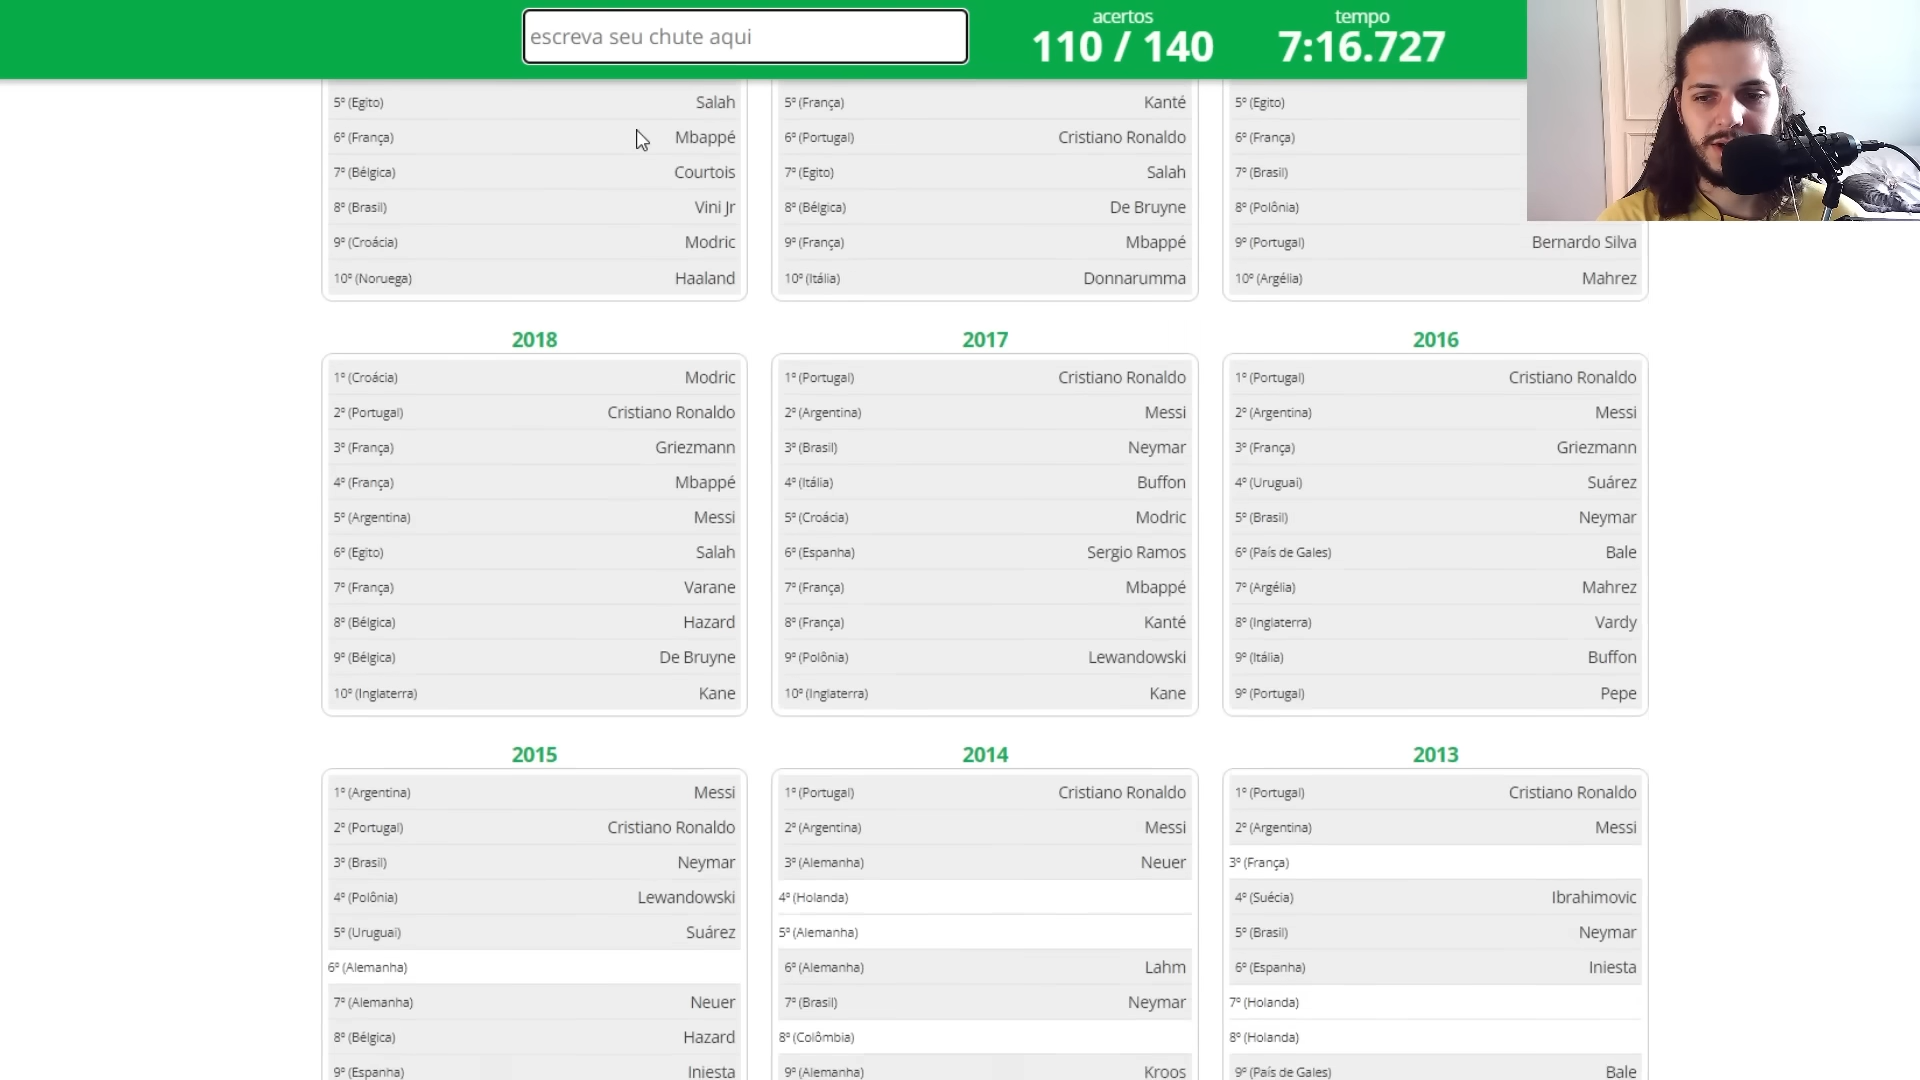 escreva seu chute aqui
acertos
110 / 140
tempo
7:16.727
5º (Egito) Salah
6º (França) Mbappé
7º (Bélgica) Courtois
8º (Brasil) Vini Jr
9º (Croácia) Modric
10º (Noruega) Haaland
5º (França) Kanté
6º (Portugal) Cristiano Ronaldo
7º (Egito) Salah
8º (Bélgica) De Bruyne
9º (França) Mbappé
10º (Itália) Donnarumma
5º (Egito)
6º (França)
7º (Brasil)
8º (Polônia)
9º (Portugal) Bernardo Silva
10º (Argélia) Mahrez
2018
1º (Croácia) Modric
2º (Portugal) Cristiano Ronaldo
3º (França) Griezmann
4º (França) Mbappé
5º (Argentina) Messi
6º (Egito) Salah
7º (França) Varane
8º (Bélgica) Hazard
9º (Bélgica) De Bruyne
10º (Inglaterra) Kane
2017
1º (Portugal) Cristiano Ronaldo
2º (Argentina) Messi
3º (Brasil) Neymar
4º (Itália) Buffon
5º (Croácia) Modric
6º (Espanha) Sergio Ramos
7º (França) Mbappé
8º (França) Kanté
9º (Polônia) Lewandowski
10º (Inglaterra) Kane
2016
1º (Portugal) Cristiano Ronaldo
2º (Argentina) Messi
3º (França) Griezmann
4º (Uruguai) Suárez
5º (Brasil) Neymar
6º (País de Gales) Bale
7º (Argélia) Mahrez
8º (Inglaterra) Vardy
9º (Itália) Buffon
9º (Portugal) Pepe
2015
1º (Argentina) Messi
2º (Portugal) Cristiano Ronaldo
3º (Brasil) Neymar
4º (Polônia) Lewandowski
5º (Uruguai) Suárez
6º (Alemanha)
7º (Alemanha) Neuer
8º (Bélgica) Hazard
9º (Espanha) Iniesta
2014
1º (Portugal) Cristiano Ronaldo
2º (Argentina) Messi
3º (Alemanha) Neuer
4º (Holanda)
5º (Alemanha)
6º (Alemanha) Lahm
7º (Brasil) Neymar
8º (Colômbia)
9º (Alemanha) Kroos
2013
1º (Portugal) Cristiano Ronaldo
2º (Argentina) Messi
3º (França)
4º (Suécia) Ibrahimovic
5º (Brasil) Neymar
6º (Espanha) Iniesta
7º (Holanda)
8º (Holanda)
9º (País de Gales) Bale